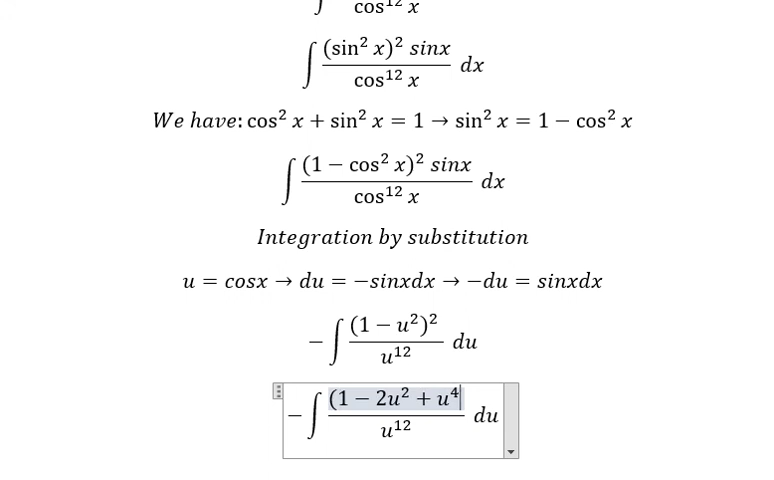 ∫ cos¹² x
∫ (sin² x)² sinx / cos¹² x dx
We have: cos² x + sin² x = 1 → sin² x = 1 − cos² x
∫ (1 − cos² x)² sinx / cos¹² x dx
Integration by substitution
u = cosx → du = −sinxdx → −du = sinxdx
− ∫ (1 − u²)² / u¹² du
− ∫ (1 − 2u² + u⁴ / u¹² du